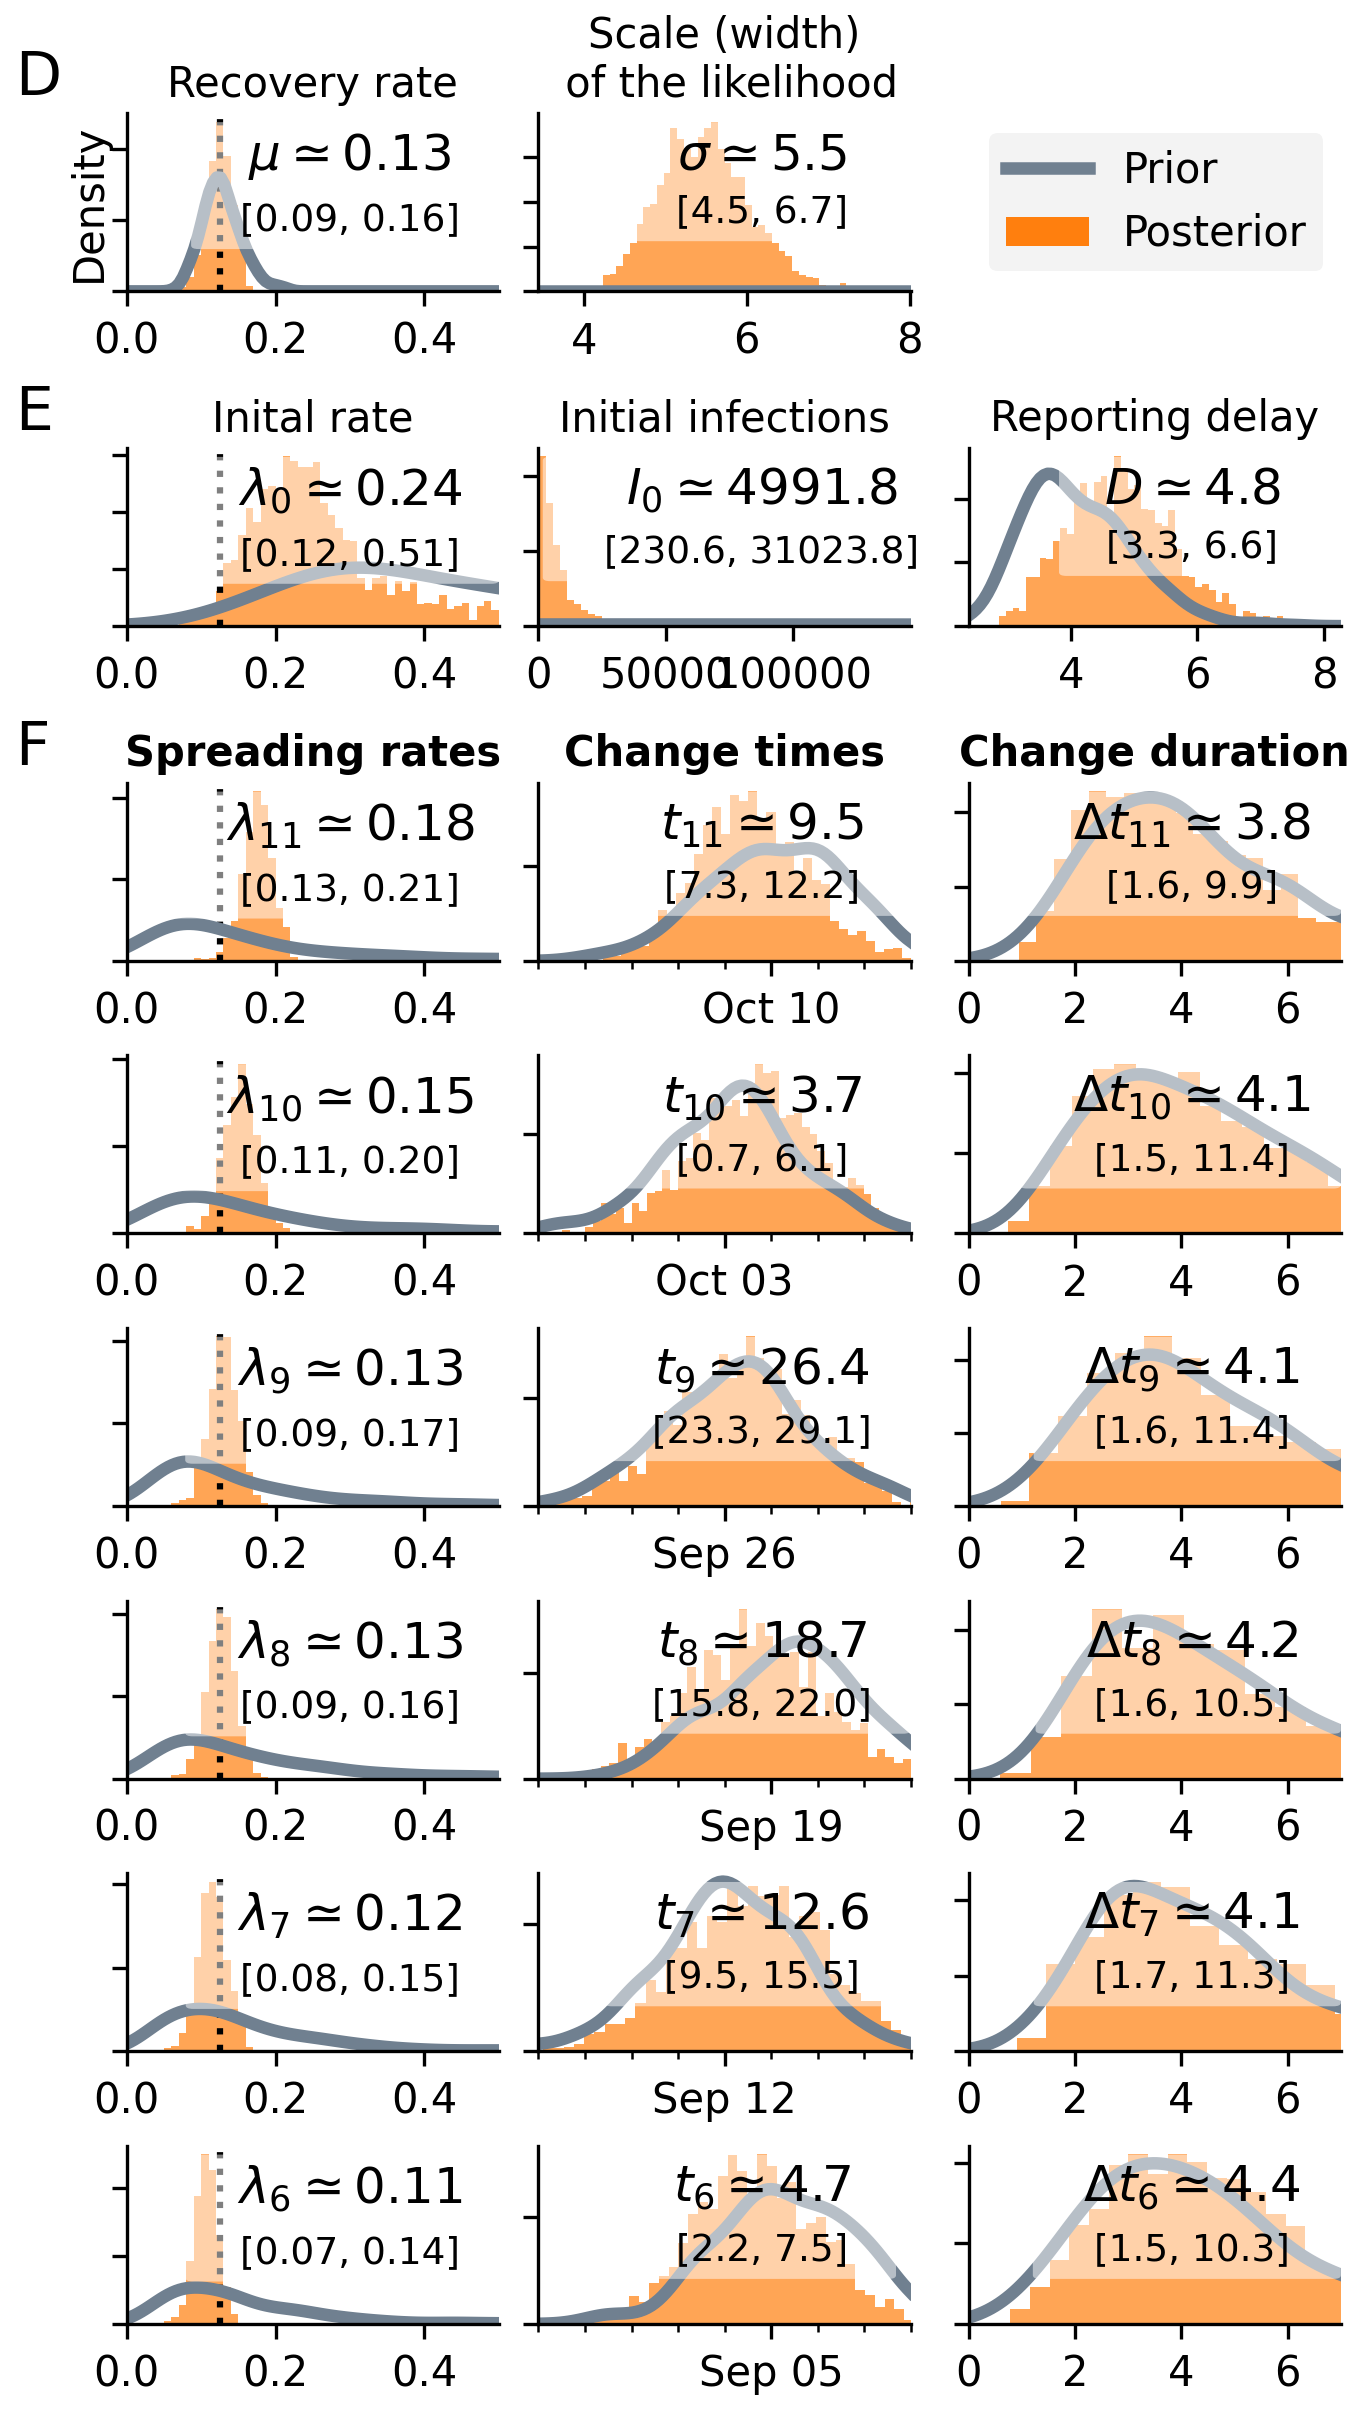 D
Recovery rate
Scale (width)
of the likelihood
Density
μ ≃ 0.13
[0.09, 0.16]
0.0 0.2 0.4
σ ≃ 5.5
[4.5, 6.7]
4 6 8
Prior
Posterior
E
Inital rate
λ0 ≃ 0.24
[0.12, 0.51]
0.0 0.2 0.4
Initial infections
I0 ≃ 4991.8
[230.6, 31023.8]
0 50000 100000
Reporting delay
D ≃ 4.8
[3.3, 6.6]
4 6 8
F
Spreading rates
Change times
Change duration
λ11 ≃ 0.18
[0.13, 0.21]
0.0 0.2 0.4
t11 ≃ 9.5
[7.3, 12.2]
Oct 10
Δt11 ≃ 3.8
[1.6, 9.9]
0 2 4 6
λ10 ≃ 0.15
[0.11, 0.20]
0.0 0.2 0.4
t10 ≃ 3.7
[0.7, 6.1]
Oct 03
Δt10 ≃ 4.1
[1.5, 11.4]
0 2 4 6
λ9 ≃ 0.13
[0.09, 0.17]
0.0 0.2 0.4
t9 ≃ 26.4
[23.3, 29.1]
Sep 26
Δt9 ≃ 4.1
[1.6, 11.4]
0 2 4 6
λ8 ≃ 0.13
[0.09, 0.16]
0.0 0.2 0.4
t8 ≃ 18.7
[15.8, 22.0]
Sep 19
Δt8 ≃ 4.2
[1.6, 10.5]
0 2 4 6
λ7 ≃ 0.12
[0.08, 0.15]
0.0 0.2 0.4
t7 ≃ 12.6
[9.5, 15.5]
Sep 12
Δt7 ≃ 4.1
[1.7, 11.3]
0 2 4 6
λ6 ≃ 0.11
[0.07, 0.14]
0.0 0.2 0.4
t6 ≃ 4.7
[2.2, 7.5]
Sep 05
Δt6 ≃ 4.4
[1.5, 10.3]
0 2 4 6